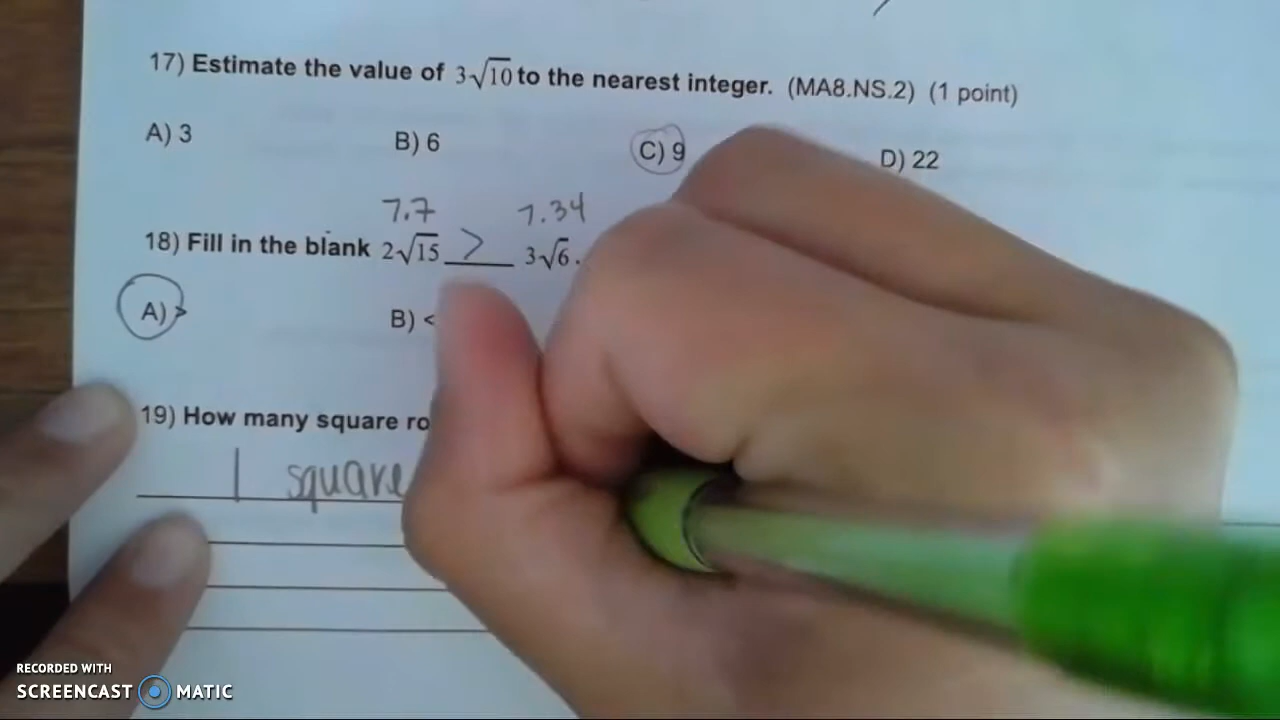 17) Estimate the value of 3√10 to the nearest integer. (MA8.NS.2) (1 point)
A) 3 B) 6 C) 9 D) 22
7.7 7.34
18) Fill in the blank 2√15 > 3√6.
A) > B) <
19) How many square
1 square
RECORDED WITH
SCREENCAST MATIC